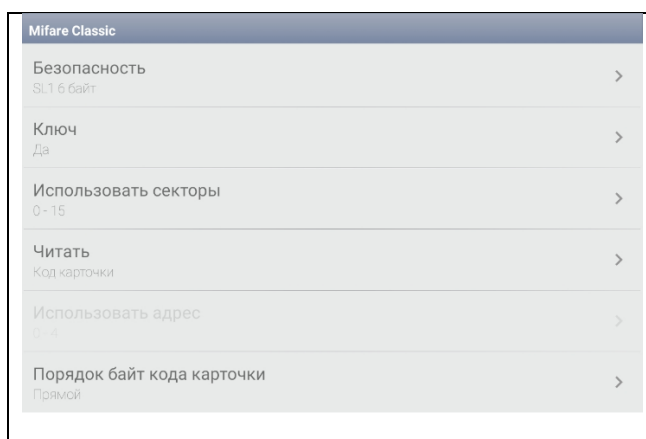 Mifare Classic
Безопасность
SL1 6 байт
Ключ
Да
Использовать секторы
0 - 15
Читать
Код карточки
Использовать адрес
0 - 4
Порядок байт кода карточки
Прямой